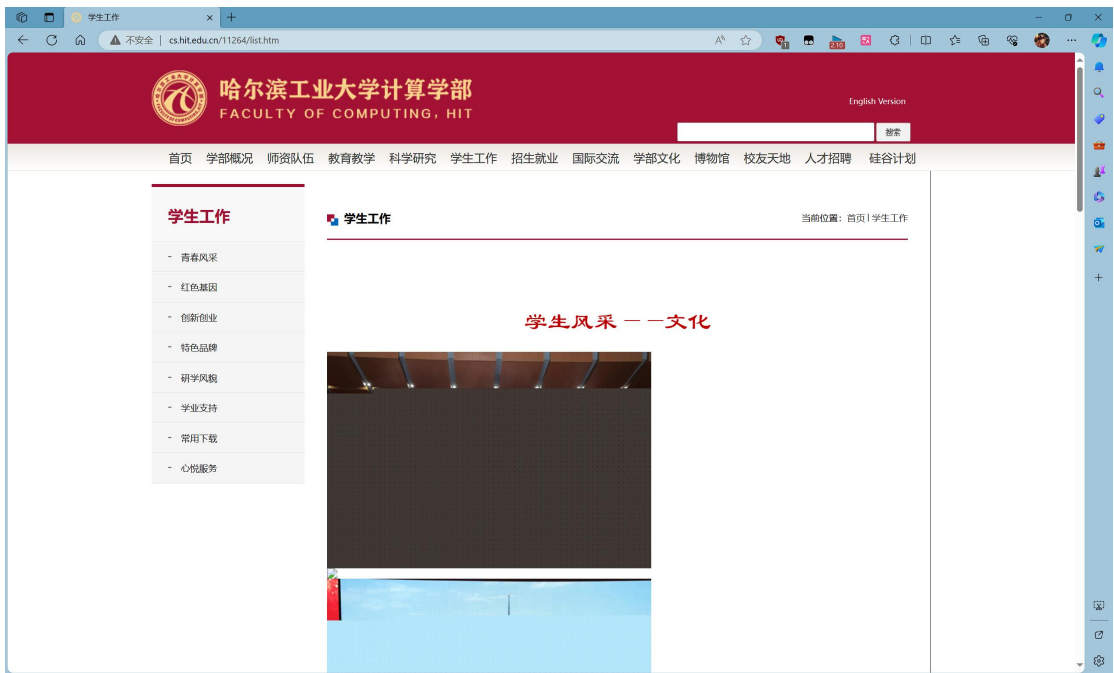 学生工作
不安全 | cs.hit.edu.cn/11264/list.htm
1
2.10
哈尔滨工业大学计算学部
FACULTY OF COMPUTING, HIT
English Version
搜索
首页 学部概况 师资队伍 教育教学 科学研究 学生工作 招生就业 国际交流 学部文化 博物馆 校友天地 人才招聘 硅谷计划
学生工作
- 青春风采
- 红色基因
- 创新创业
- 特色品牌
- 研学风貌
- 学业支持
- 常用下载
- 心悦服务
学生工作
当前位置：首页 | 学生工作
学生风采——文化